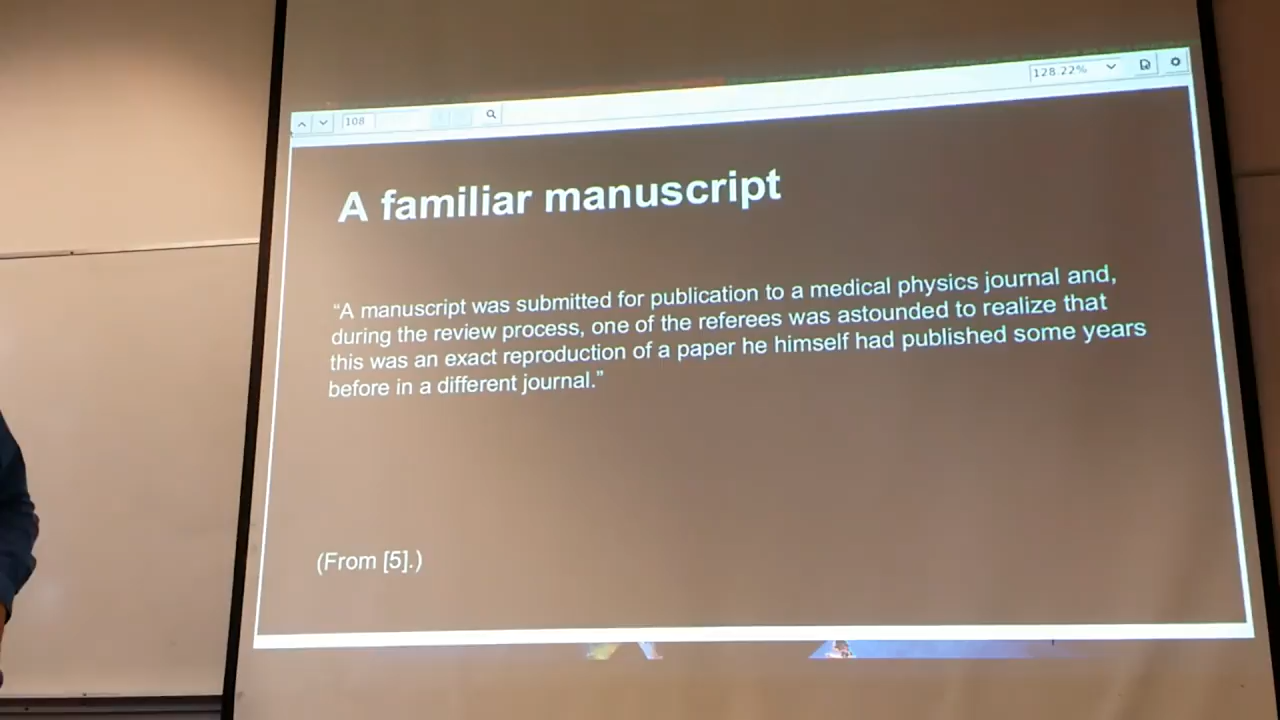 108
128.22%
A familiar manuscript
“A manuscript was submitted for publication to a medical physics journal and,
during the review process, one of the referees was astounded to realize that
this was an exact reproduction of a paper he himself had published some years
before in a different journal.”
(From [5].)